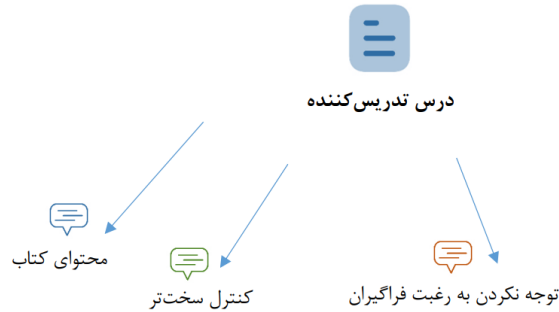 درس تدریس‌کننده
توجه نکردن به رغبت فراگیران
کنترل سخت‌تر
محتوای کتاب